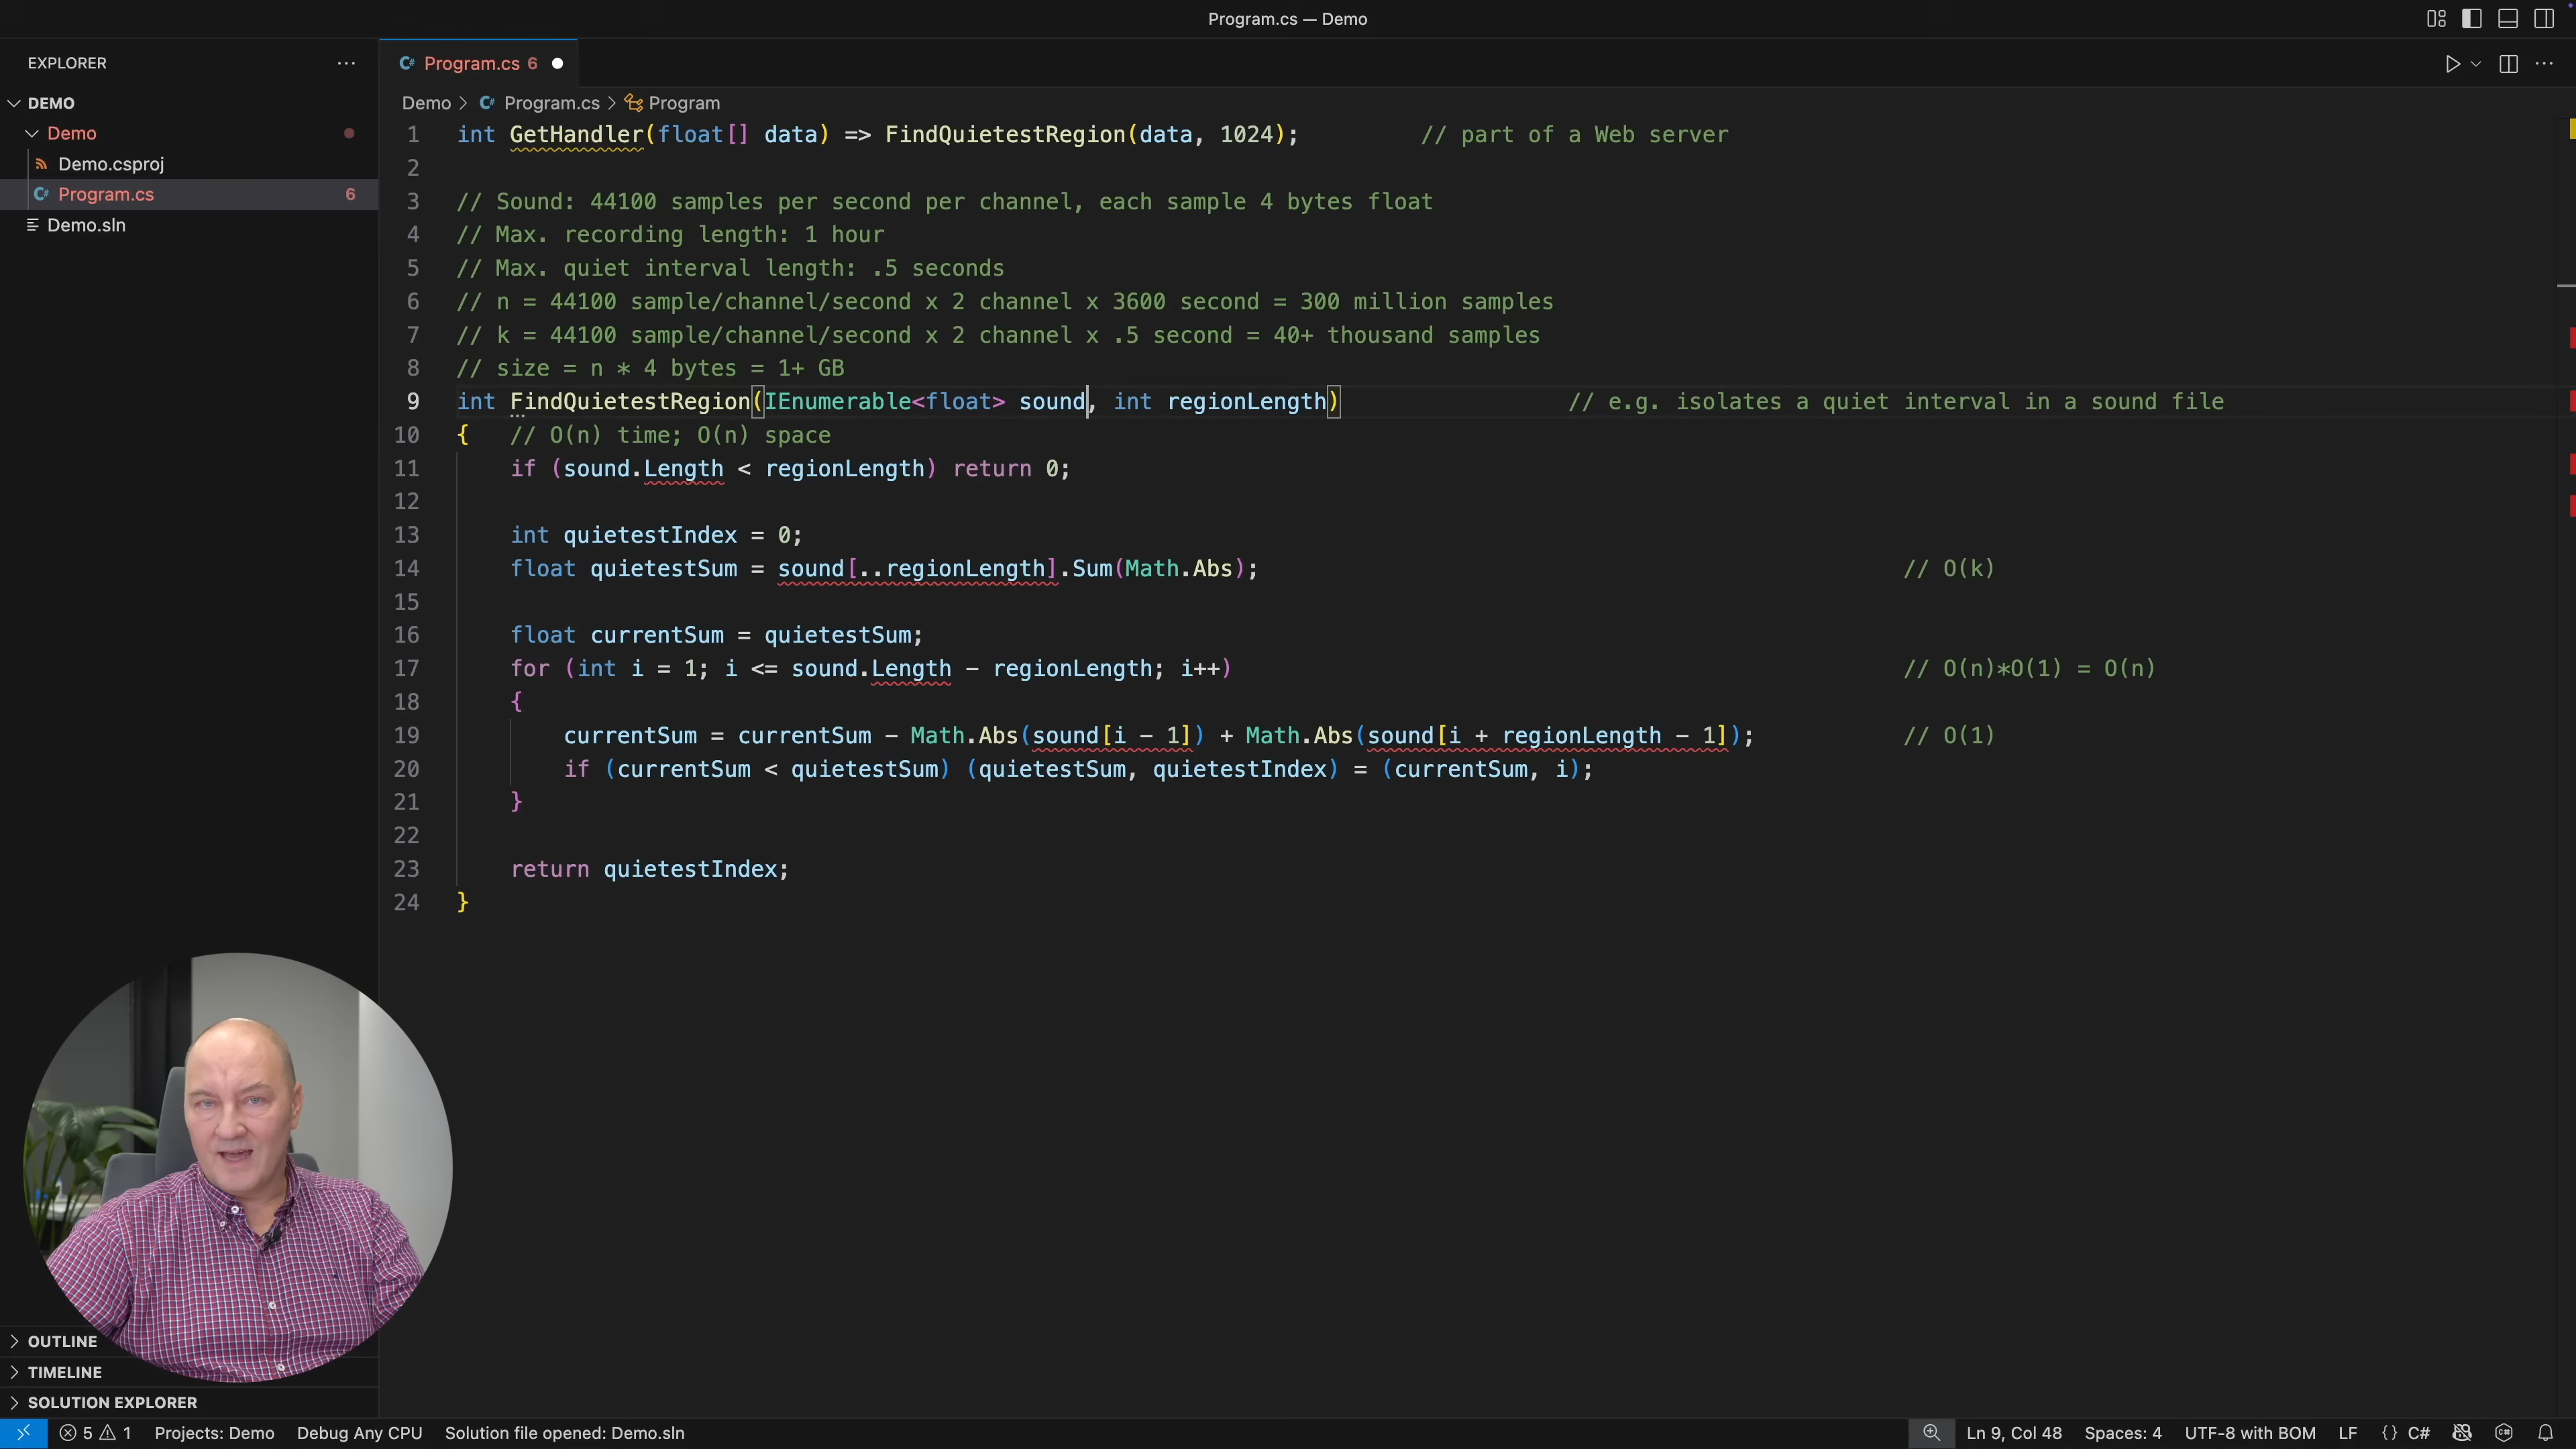 Program.cs — Demo
EXPLORER
DEMO
Demo
Demo.csproj
Program.cs 6
Demo.sln
Program.cs 6
Demo > Program.cs > Program
1 int GetHandler(float[] data) => FindQuietestRegion(data, 1024); // part of a Web server
2
3 // Sound: 44100 samples per second per channel, each sample 4 bytes float
4 // Max. recording length: 1 hour
5 // Max. quiet interval length: .5 seconds
6 // n = 44100 sample/channel/second x 2 channel x 3600 second = 300 million samples
7 // k = 44100 sample/channel/second x 2 channel x .5 second = 40+ thousand samples
8 // size = n * 4 bytes = 1+ GB
9 int FindQuietestRegion(IEnumerable<float> sound, int regionLength) // e.g. isolates a quiet interval in a sound file
10 { // O(n) time; O(n) space
11 if (sound.Length < regionLength) return 0;
12
13 int quietestIndex = 0;
14 float quietestSum = sound[..regionLength].Sum(Math.Abs); // O(k)
15
16 float currentSum = quietestSum;
17 for (int i = 1; i <= sound.Length - regionLength; i++) // O(n)*O(1) = O(n)
18 {
19 currentSum = currentSum - Math.Abs(sound[i - 1]) + Math.Abs(sound[i + regionLength - 1]); // O(1)
20 if (currentSum < quietestSum) (quietestSum, quietestIndex) = (currentSum, i);
21 }
22
23 return quietestIndex;
24 }
OUTLINE
TIMELINE
SOLUTION EXPLORER
5 1 Projects: Demo Debug Any CPU Solution file opened: Demo.sln Ln 9, Col 48 Spaces: 4 UTF-8 with BOM LF {} C#